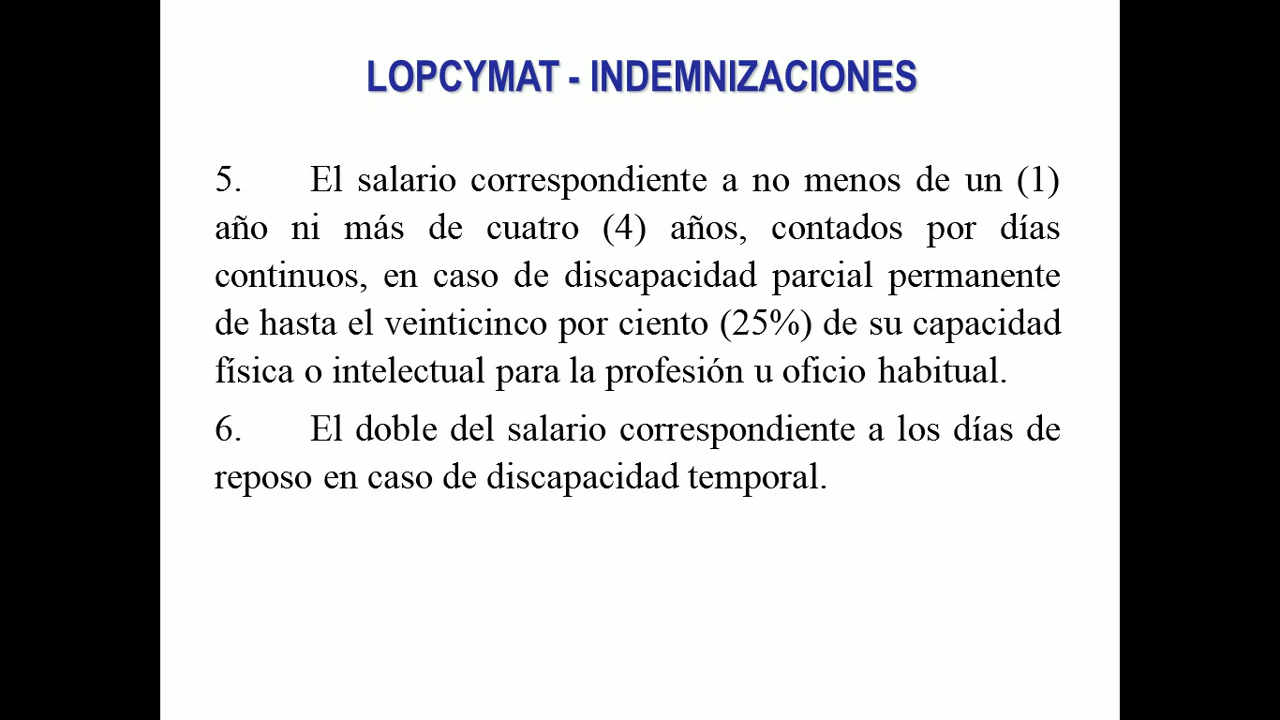 LOPCYMAT - INDEMNIZACIONES
5. El salario correspondiente a no menos de un (1)
año ni más de cuatro (4) años, contados por días
continuos, en caso de discapacidad parcial permanente
de hasta el veinticinco por ciento (25%) de su capacidad
física o intelectual para la profesión u oficio habitual.
6. El doble del salario correspondiente a los días de
reposo en caso de discapacidad temporal.